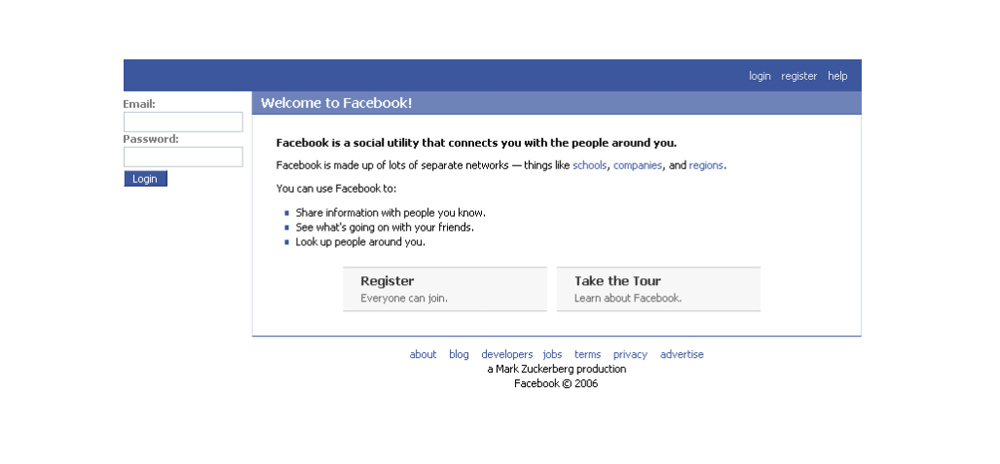 login register help
Email:
Password:
Login
Welcome to Facebook!
Facebook is a social utility that connects you with the people around you.
Facebook is made up of lots of separate networks — things like schools, companies, and regions.
You can use Facebook to:
Share information with people you know.
See what's going on with your friends.
Look up people around you.
Register
Everyone can join.
Take the Tour
Learn about Facebook.
about blog developers jobs terms privacy advertise
a Mark Zuckerberg production
Facebook © 2006